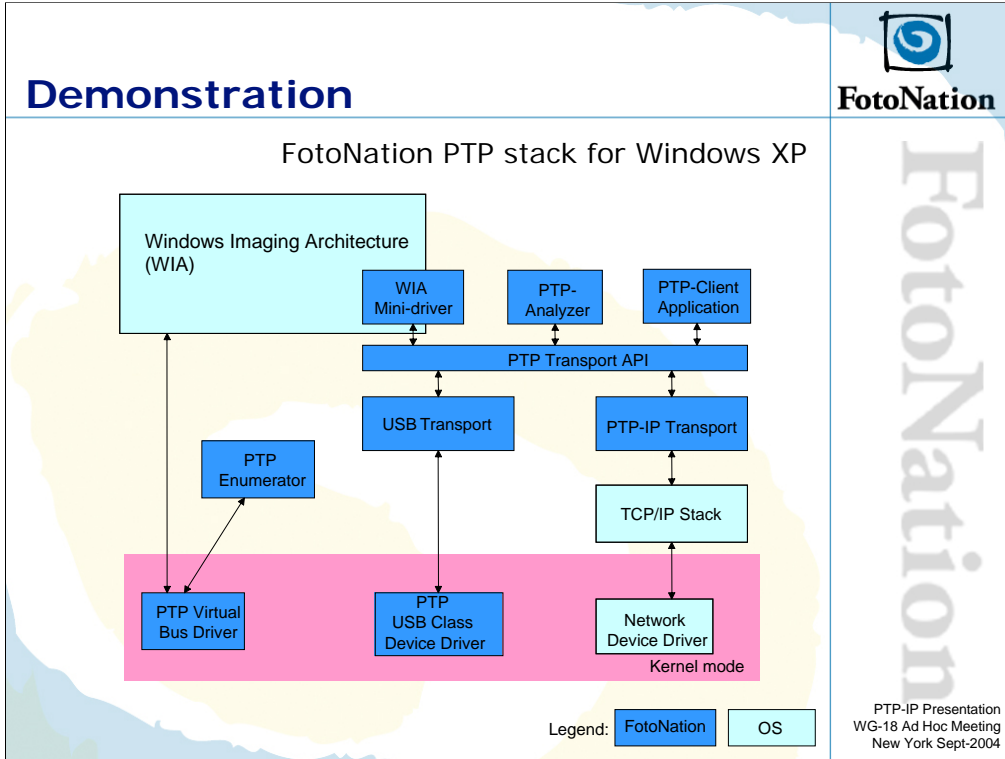 Demonstration
FotoNation
FotoNation PTP stack for Windows XP
Windows Imaging Architecture
(WIA)
WIA
Mini-driver
PTP-
Analyzer
PTP-Client
Application
PTP Transport API
USB Transport
PTP-IP Transport
PTP
Enumerator
TCP/IP Stack
PTP Virtual
Bus Driver
PTP
USB Class
Device Driver
Network
Device Driver
Kernel mode
Legend:
FotoNation
OS
FotoNation
PTP-IP Presentation
WG-18 Ad Hoc Meeting
New York Sept-2004